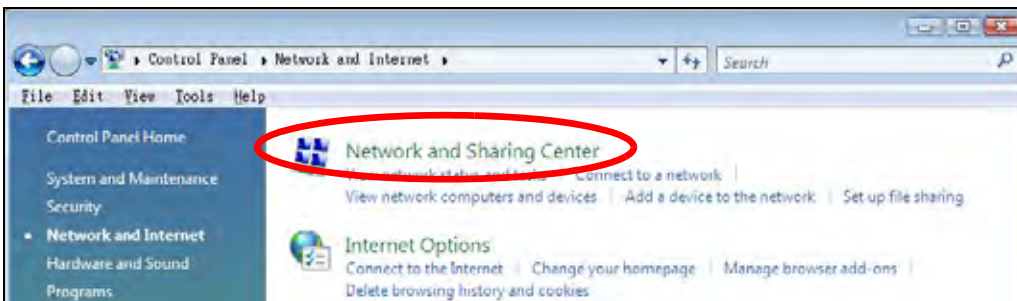 Control Panel Network and Internet Search
File Edit View Tools Help
Control Panel Home
System and Maintenance
Security
Network and Internet
Hardware and Sound
Programs
Network and Sharing Center
View network status and tasks Connect to a network
View network computers and devices Add a device to the network Set up file sharing
Internet Options
Connect to the Internet Change your homepage Manage browser add-ons
Delete browsing history and cookies